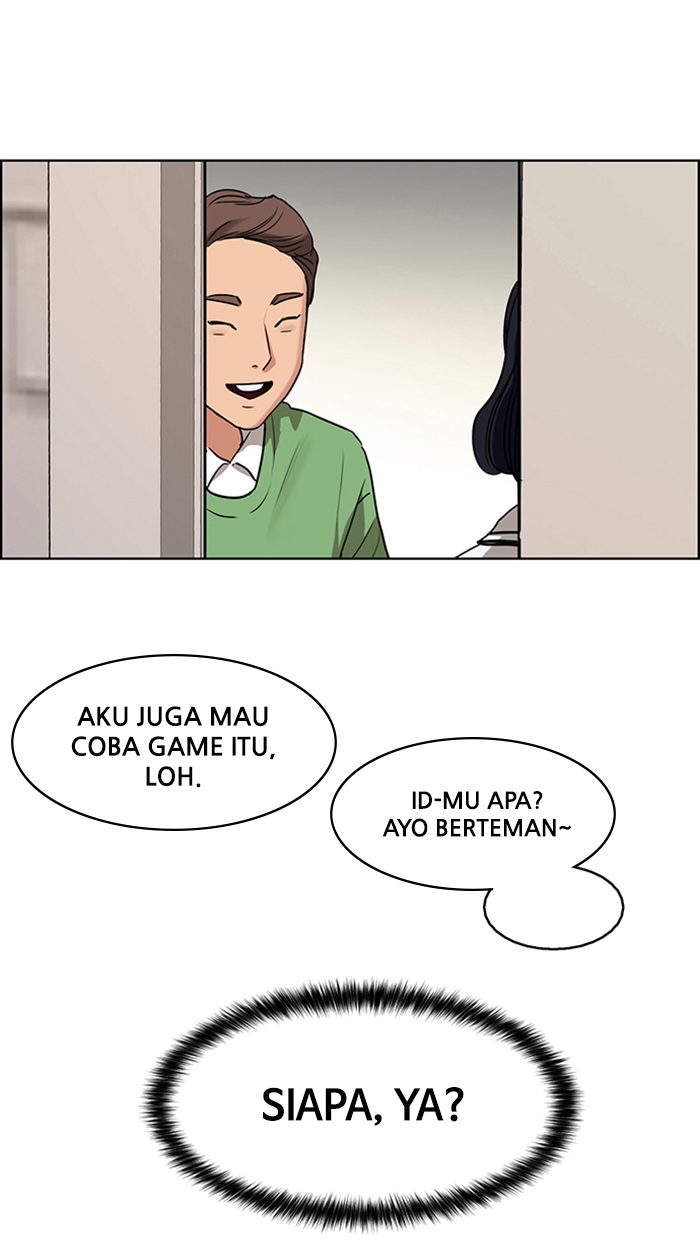 AKU JUGA MAU
COBA GAME ITU,
LOH.
ID-MU APA?
AYO BERTEMAN~
SIAPA, YA?